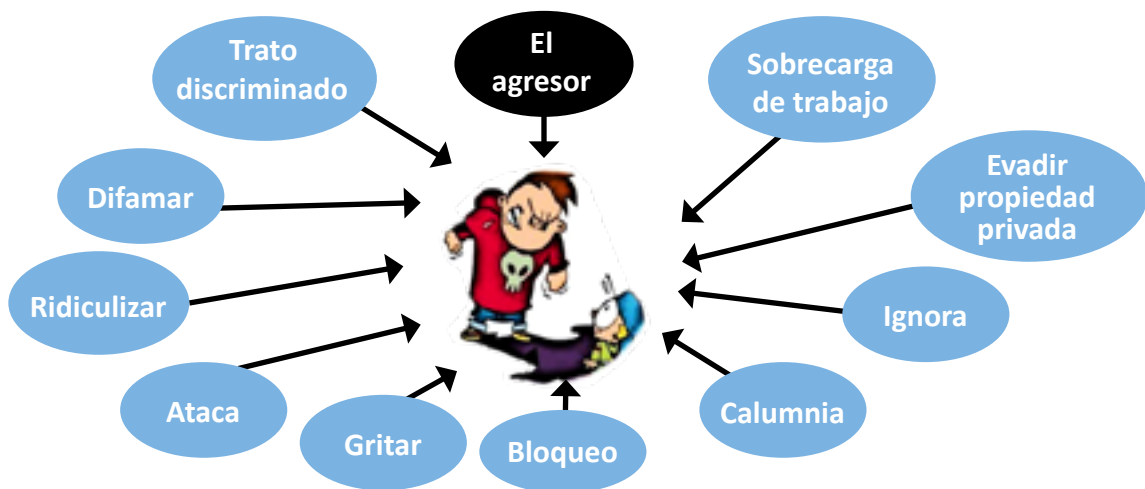 Trato
discriminado
El
agresor
Sobrecarga
de trabajo
Difamar
Evadir
propiedad
privada
Ridiculizar
Ignora
Ataca
Gritar
Bloqueo
Calumnia